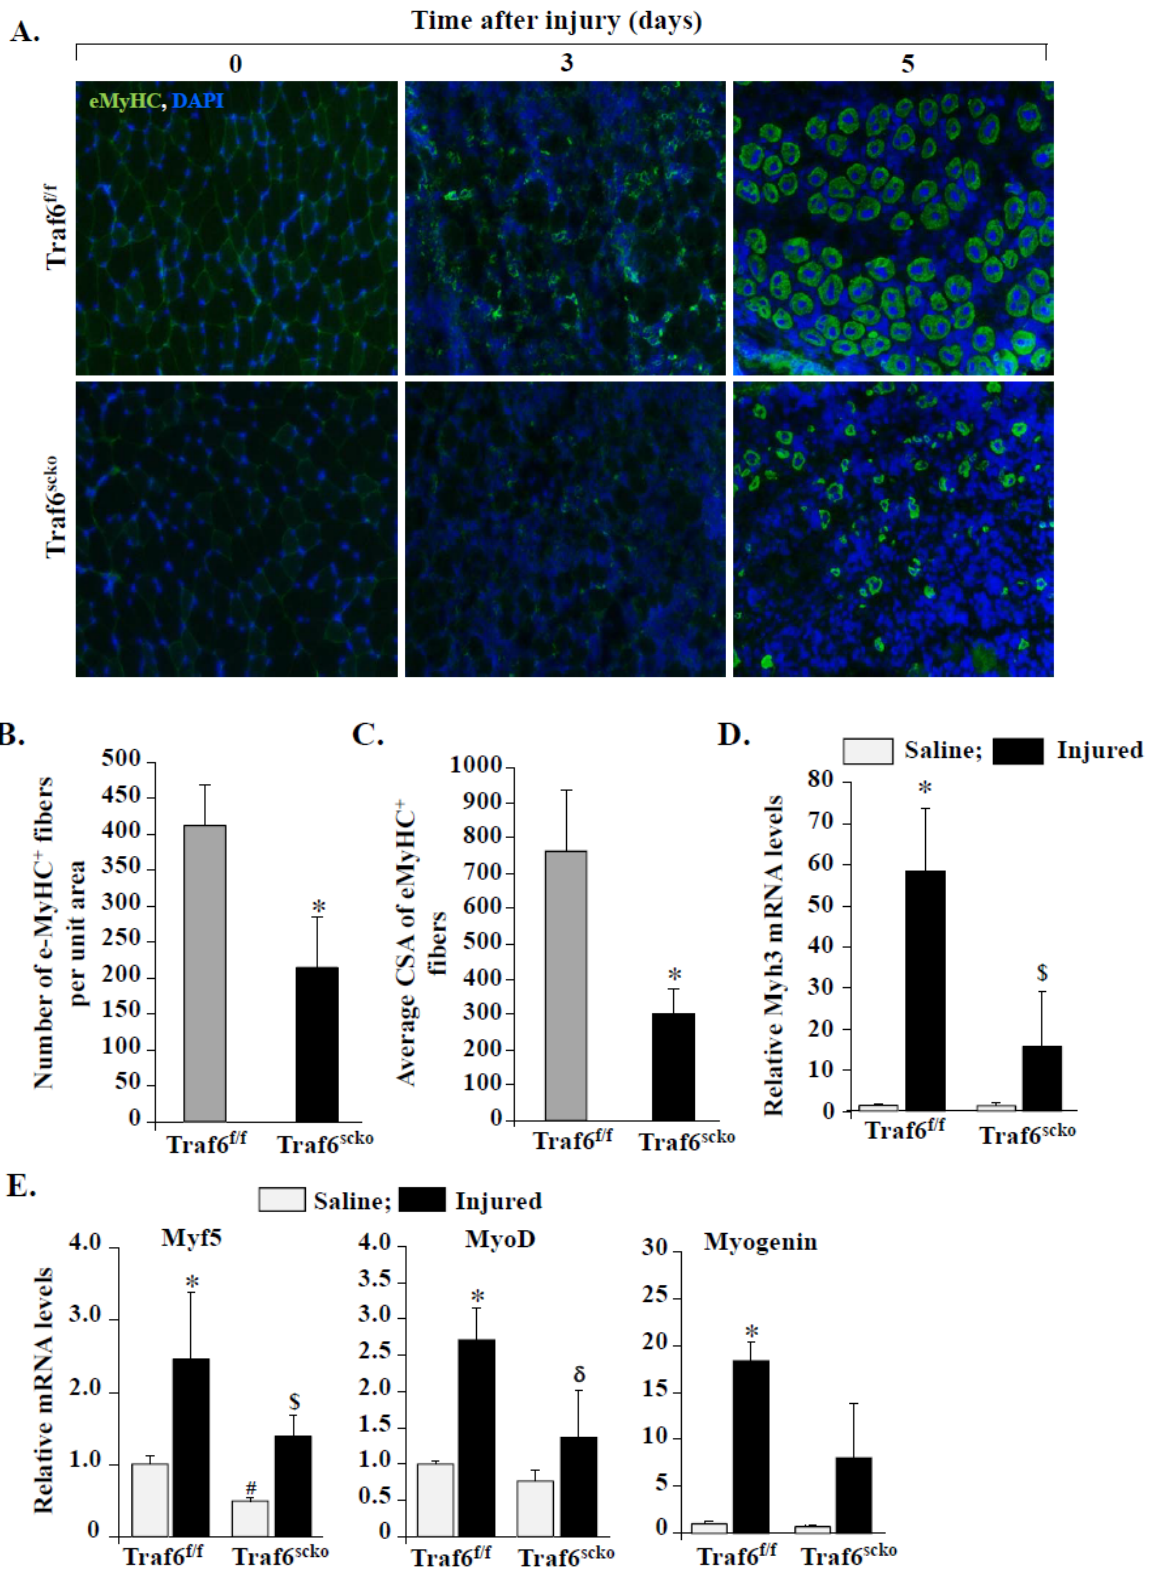 A.
Time after injury (days)
0 3 5
eMyHC, DAPI
Traf6f/f
Traf6scko
B.
Number of e-MyHC+ fibers
per unit area
500
450
400
350
300
250
200
150
100
50
0
*
Traf6f/f Traf6scko
C.
Average CSA of eMyHC+
fibers
1000
900
800
700
600
500
400
300
200
100
0
*
Traf6f/f Traf6scko
D.
Saline; Injured
Relative Myh3 mRNA levels
80
70
60
50
40
30
20
10
0
*
$
Traf6f/f Traf6scko
E.
Saline; Injured
Relative mRNA levels
Myf5
4.0
3.0
2.0
1.0
0
*
#
$
Traf6f/f Traf6scko
MyoD
4.0
3.5
3.0
2.5
2.0
1.5
1.0
0.5
0
*
δ
Traf6f/f Traf6scko
Myogenin
30
25
20
15
10
5
0
*
Traf6f/f Traf6scko